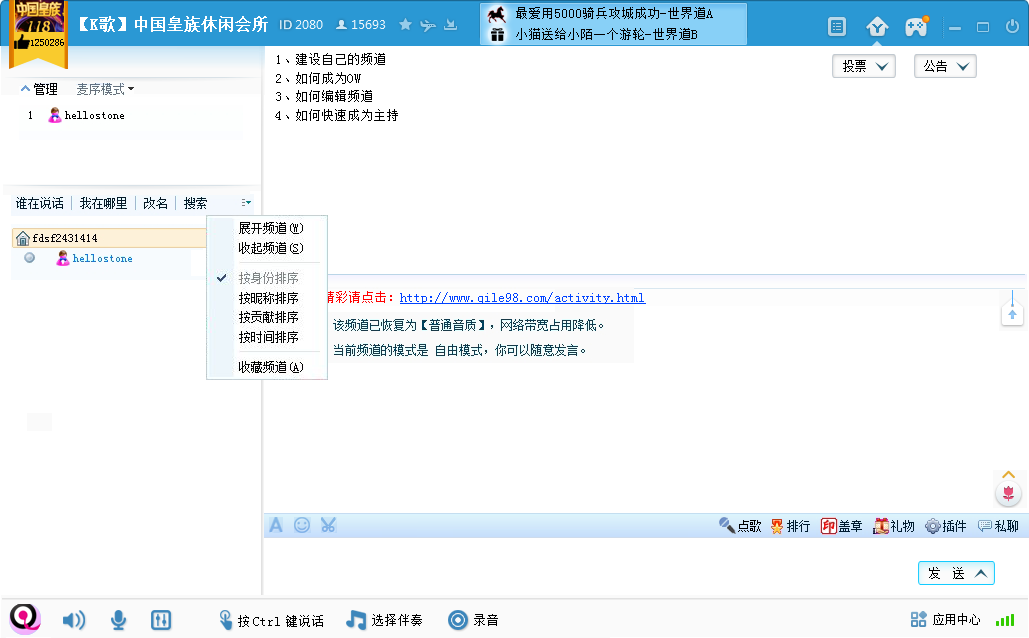 中国皇族
118
1250286
【K歌】中国皇族休闲会所 ID 2080 15693
最爱用5000骑兵攻城成功-世界道A
小猫送给小陌一个游轮-世界道B
管理 麦序模式
1 hellostone
1、建设自己的频道
2、如何成为OW
3、如何编辑频道
4、如何快速成为主持
投票 公告
谁在说话 我在哪里 改名 搜索
fdsf2431414
hellostone
展开频道(W)
收起频道(S)
按身份排序
按昵称排序
按贡献排序
按时间排序
收藏频道(A)
精彩请点击：http://www.qile98.com/activity.html
该频道已恢复为【普通音质】，网络带宽占用降低。
当前频道的模式是 自由模式，你可以随意发言。
点歌 排行 印 盖章 礼物 插件 私聊
发 送
按Ctrl 键说话 选择伴奏 录音 应用中心